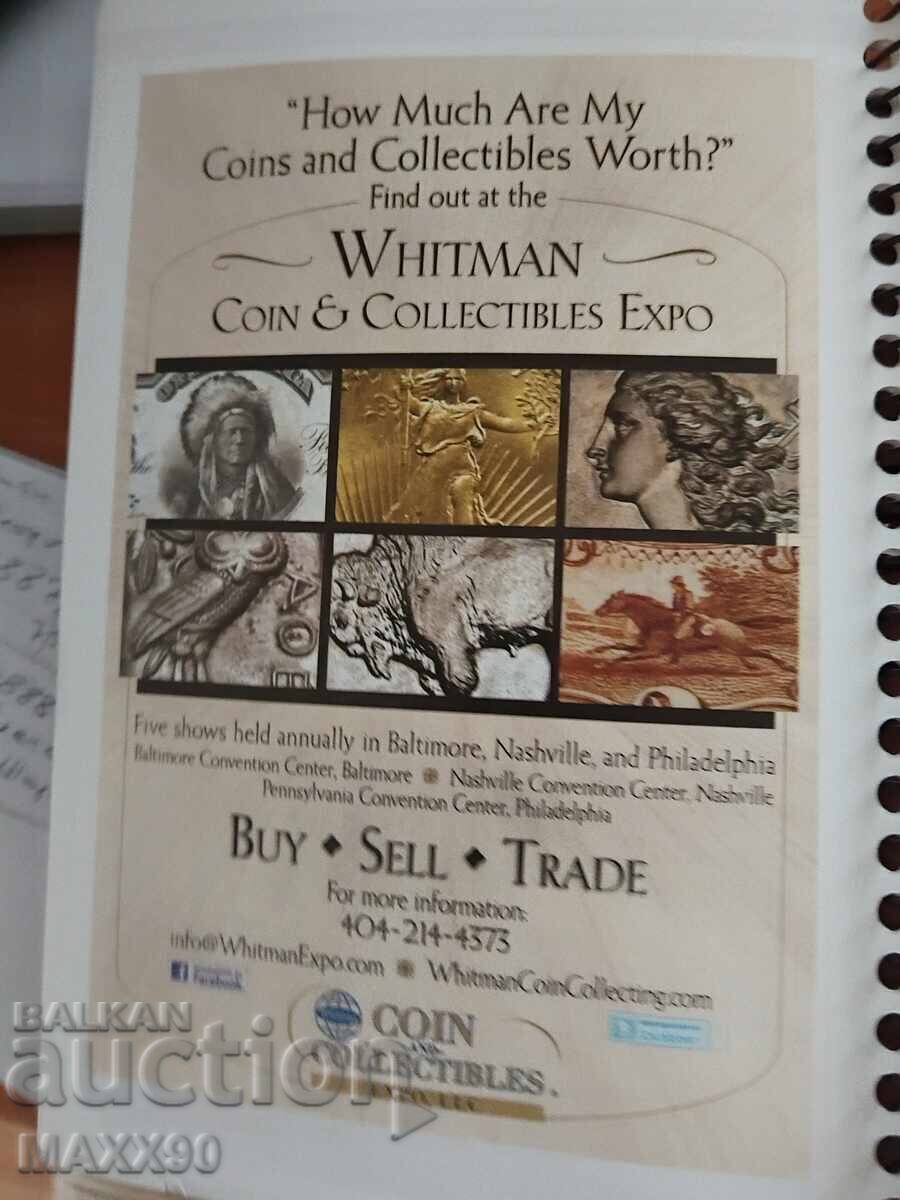 "How Much Are My
Coins and Collectibles Worth?"
Find out at the
WHITMAN
COIN & COLLECTIBLES EXPO
Five shows held annually in Baltimore, Nashville, and Philadelphia
Baltimore Convention Center, Baltimore Nashville Convention Center, Nashville
Pennsylvania Convention Center, Philadelphia
BUY ◆ SELL ◆ TRADE
For more information:
404-214-4373
info@WhitmanExpo.com WhitmanCoinCollecting.com
Facebook
COIN
AND
COLLECTIBLES
EXPO, LLC
BALKAN
auction
MAXX90